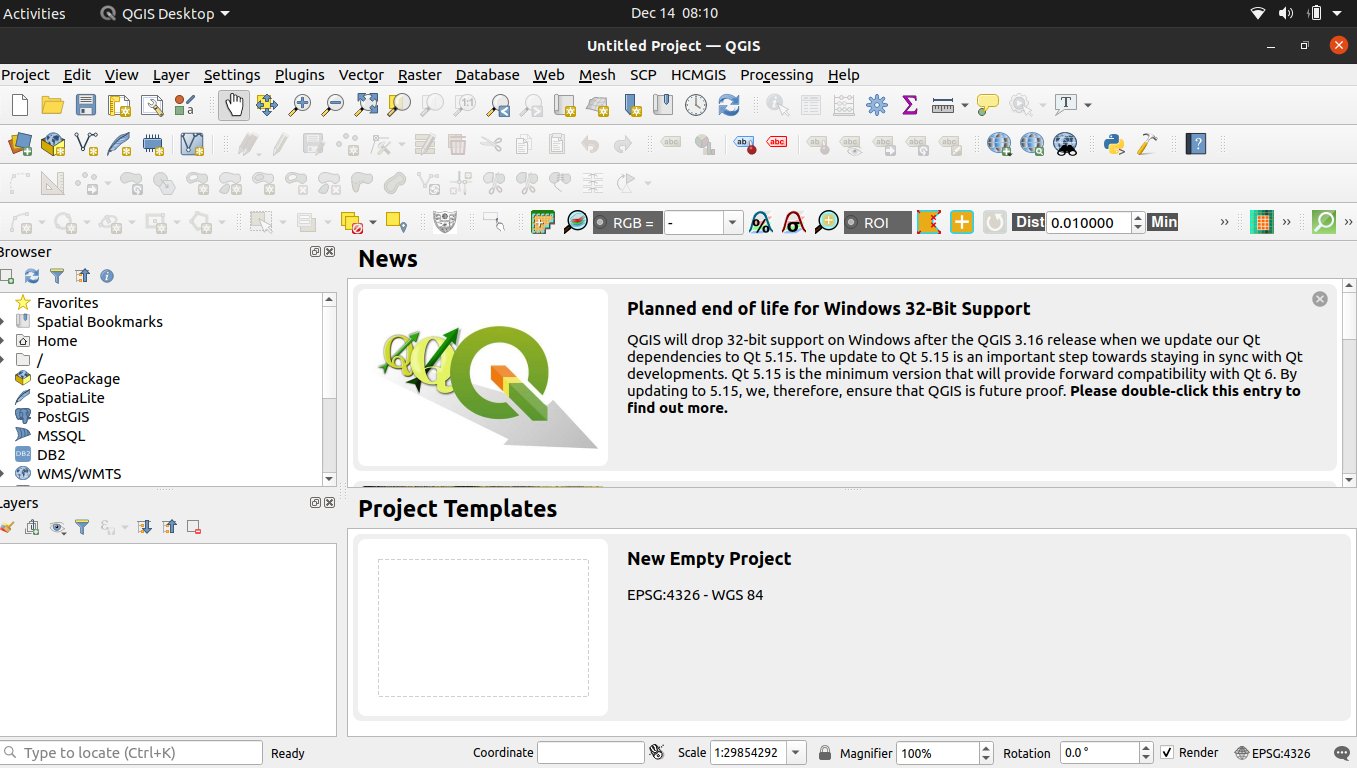 Activities QGIS Desktop Dec 14 08:10
Untitled Project — QGIS
Project Edit View Layer Settings Plugins Vector Raster Database Web Mesh SCP HCMGIS Processing Help
RGB = - ROI Dist 0.010000 Min
Browser
Favorites
Spatial Bookmarks
Home
/
GeoPackage
SpatiaLite
PostGIS
MSSQL
DB2
WMS/WMTS
Layers
News
Planned end of life for Windows 32-Bit Support
QGIS will drop 32-bit support on Windows after the QGIS 3.16 release when we update our Qt
dependencies to Qt 5.15. The update to Qt 5.15 is an important step towards staying in sync with Qt
developments. Qt 5.15 is the minimum version that will provide forward compatibility with Qt 6. By
updating to 5.15, we, therefore, ensure that QGIS is future proof. Please double-click this entry to
find out more.
Project Templates
New Empty Project
EPSG:4326 - WGS 84
Type to locate (Ctrl+K) Ready Coordinate Scale 1:29854292 Magnifier 100% Rotation 0.0 ° Render EPSG:4326